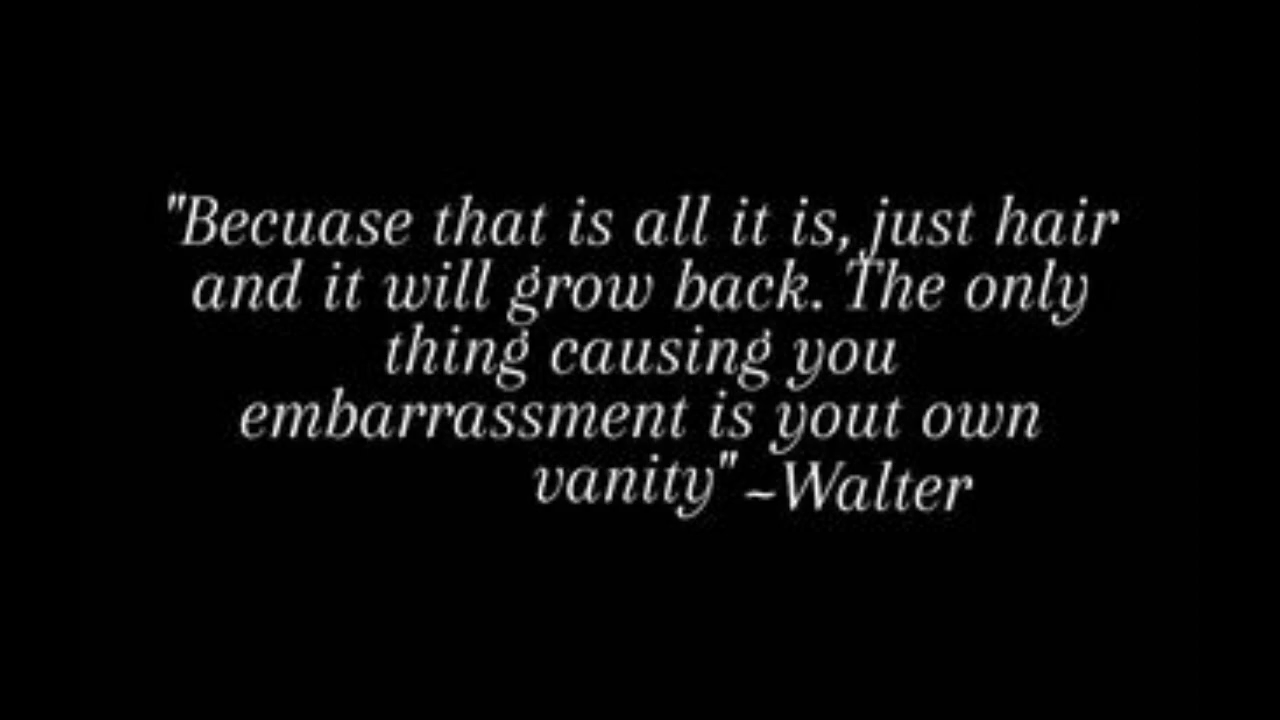 "Becuase that is all it is, just hair
and it will grow back. The only
thing causing you
embarrassment is yout own
vanity" ~Walter